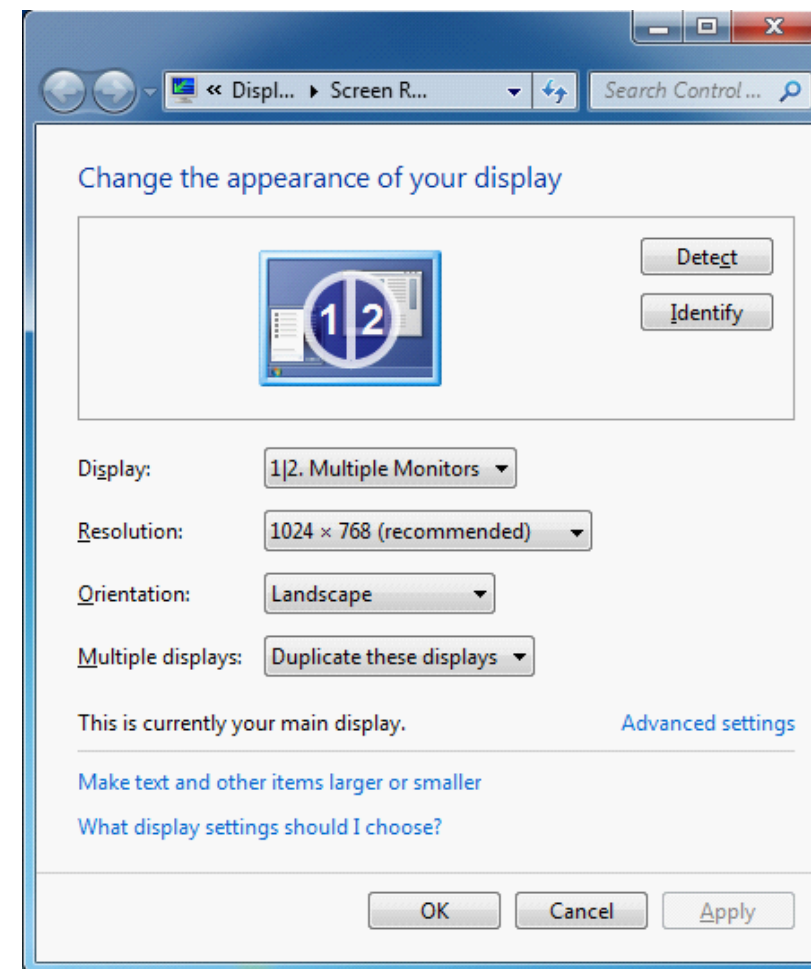 « Displ... ▸ Screen R...
Search Control ...
Change the appearance of your display
1 2
Detect
Identify
Display: 1|2. Multiple Monitors
Resolution: 1024 × 768 (recommended)
Orientation: Landscape
Multiple displays: Duplicate these displays
This is currently your main display. Advanced settings
Make text and other items larger or smaller
What display settings should I choose?
OK Cancel Apply